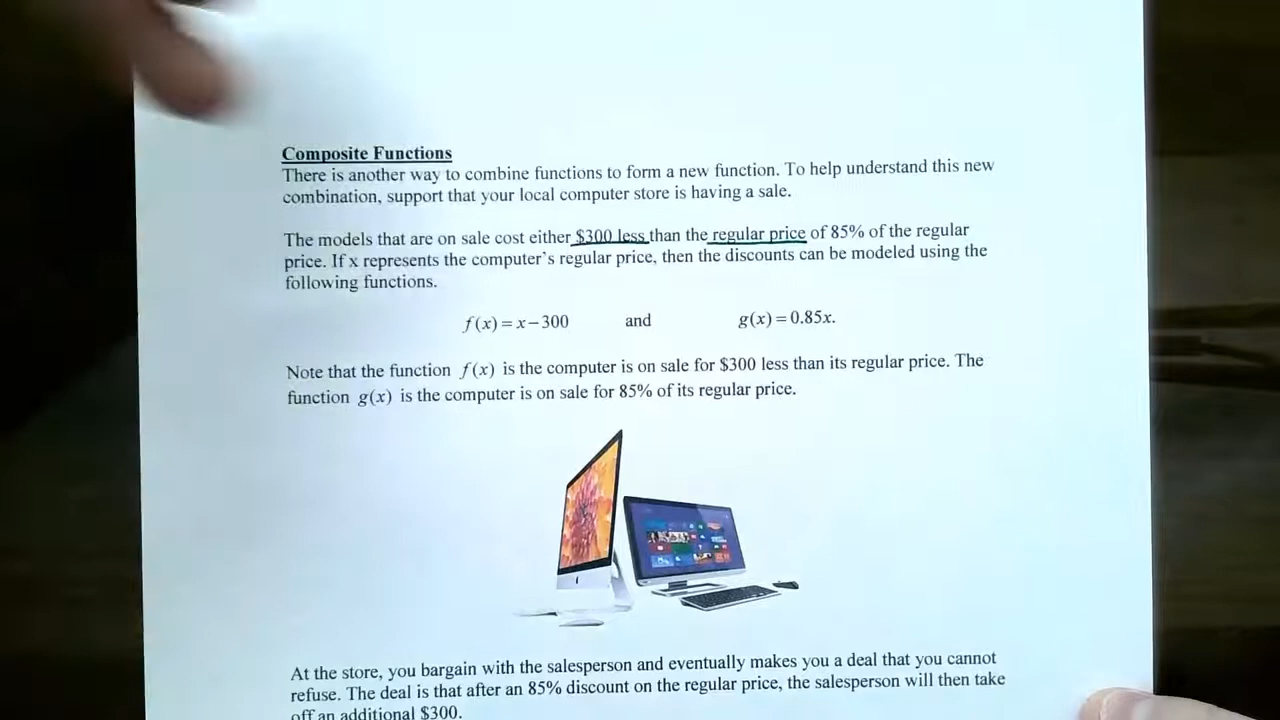 Composite Functions
There is another way to combine functions to form a new function. To help understand this new
combination, support that your local computer store is having a sale.
The models that are on sale cost either $300 less than the regular price of 85% of the regular
price. If x represents the computer's regular price, then the discounts can be modeled using the
following functions.
f(x) = x − 300 and g(x) = 0.85x.
Note that the function f(x) is the computer is on sale for $300 less than its regular price. The
function g(x) is the computer is on sale for 85% of its regular price.
At the store, you bargain with the salesperson and eventually makes you a deal that you cannot
refuse. The deal is that after an 85% discount on the regular price, the salesperson will then take
off an additional $300.